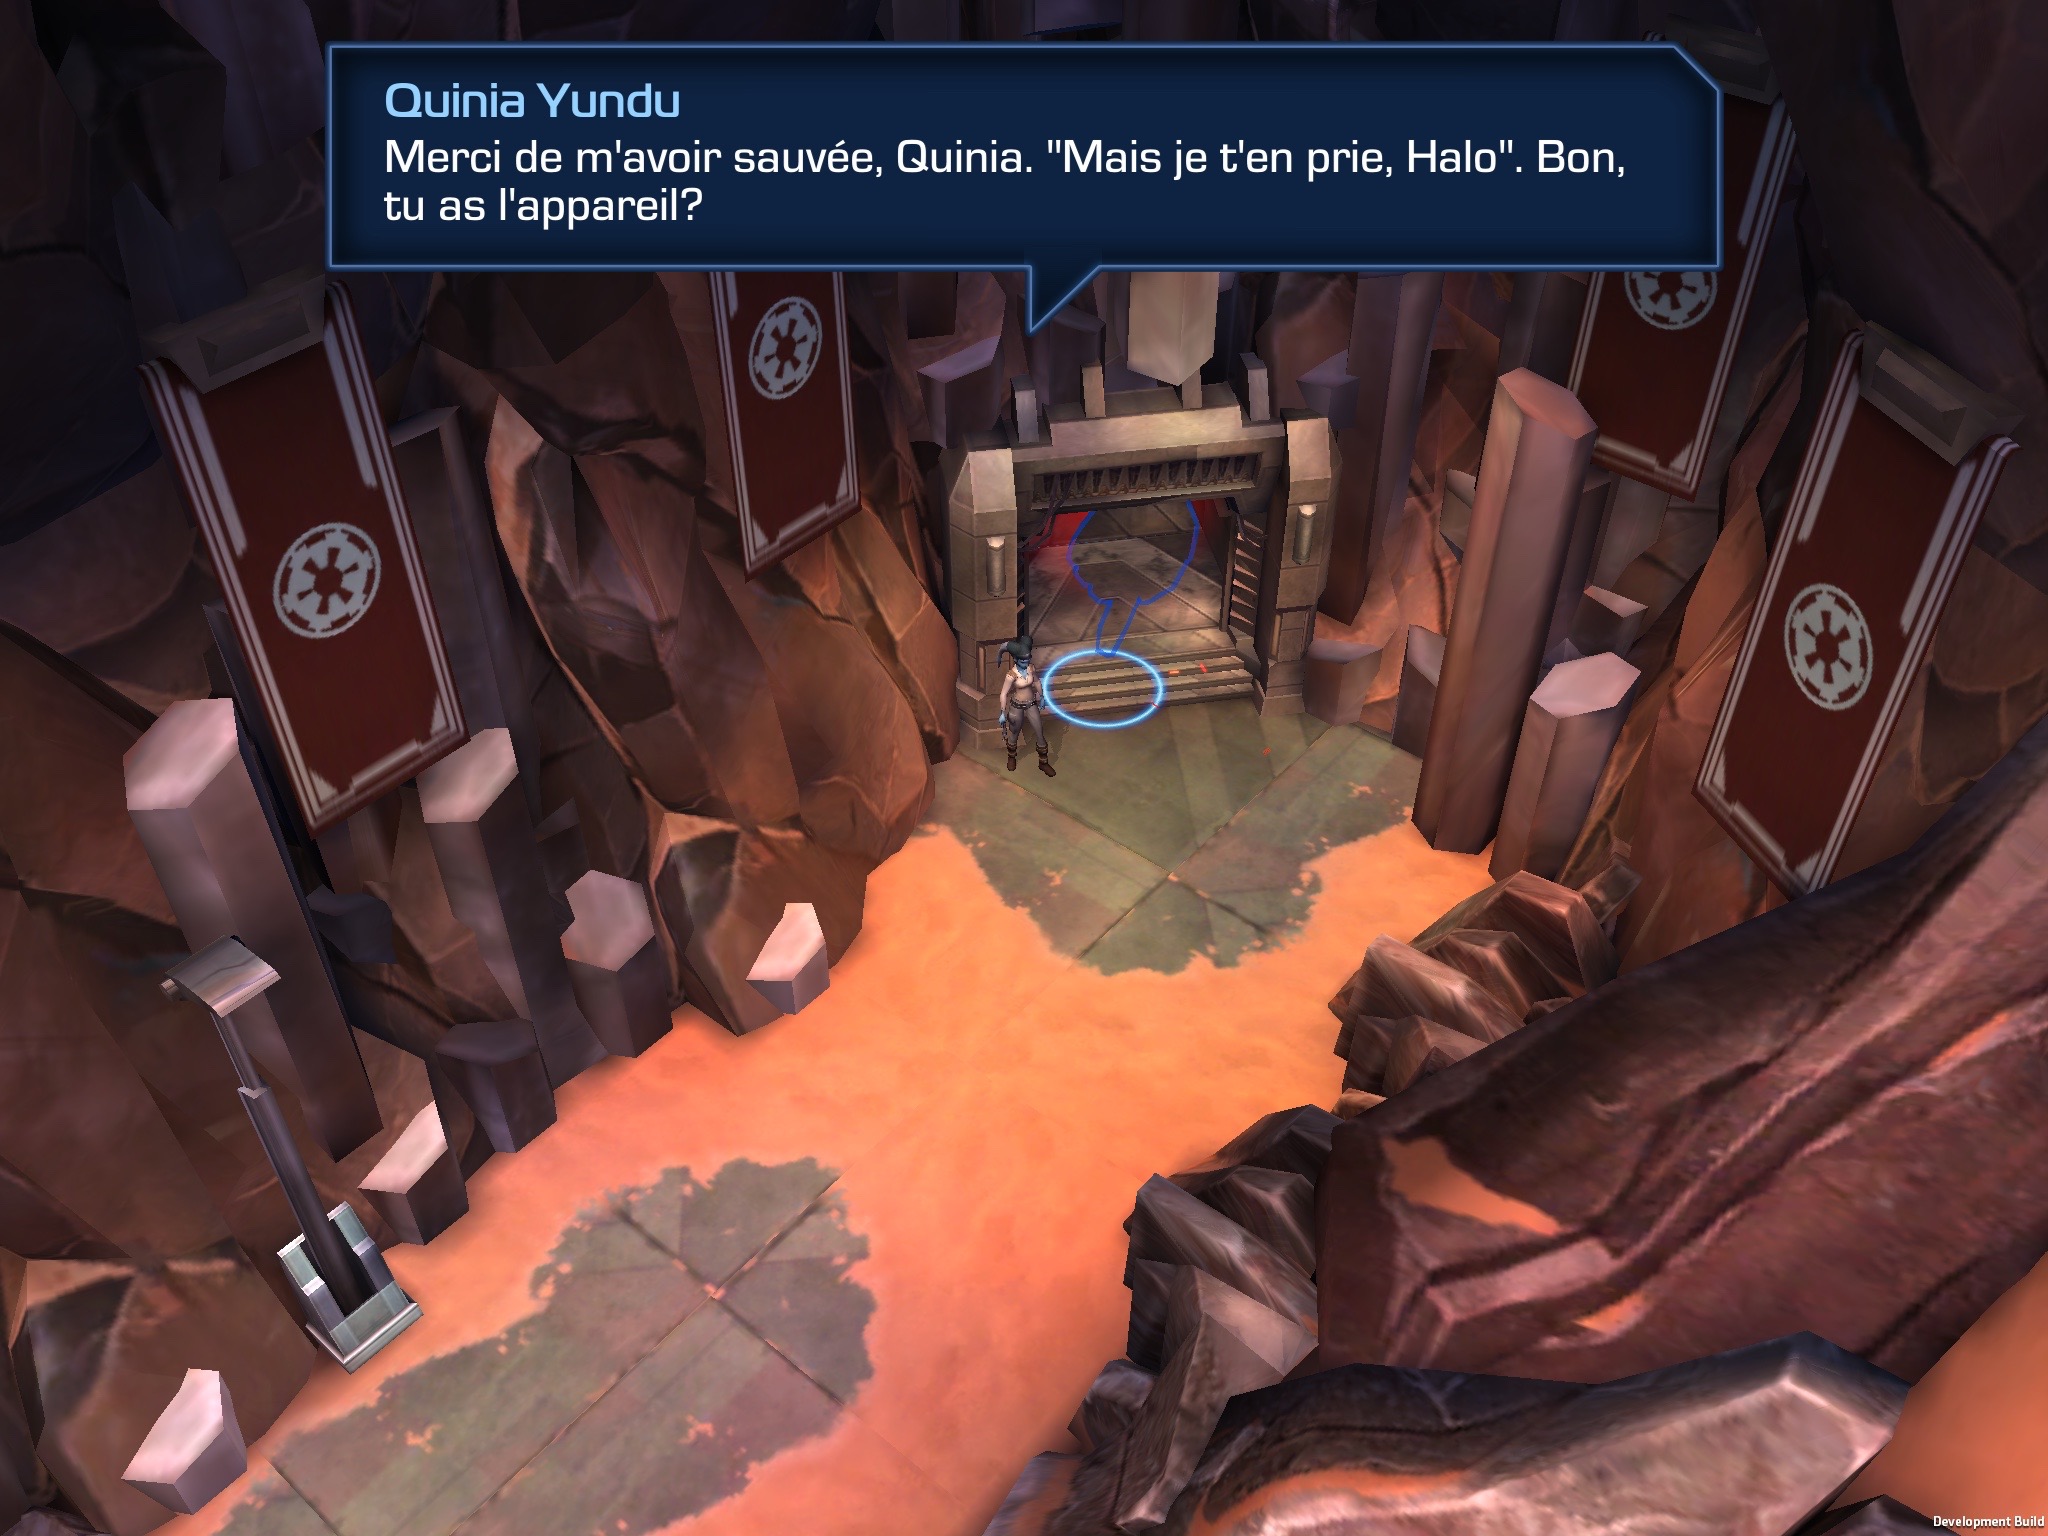 Quinia Yundu
Merci de m'avoir sauvée, Quinia. "Mais je t'en prie, Halo". Bon,
tu as l'appareil?
Development Build